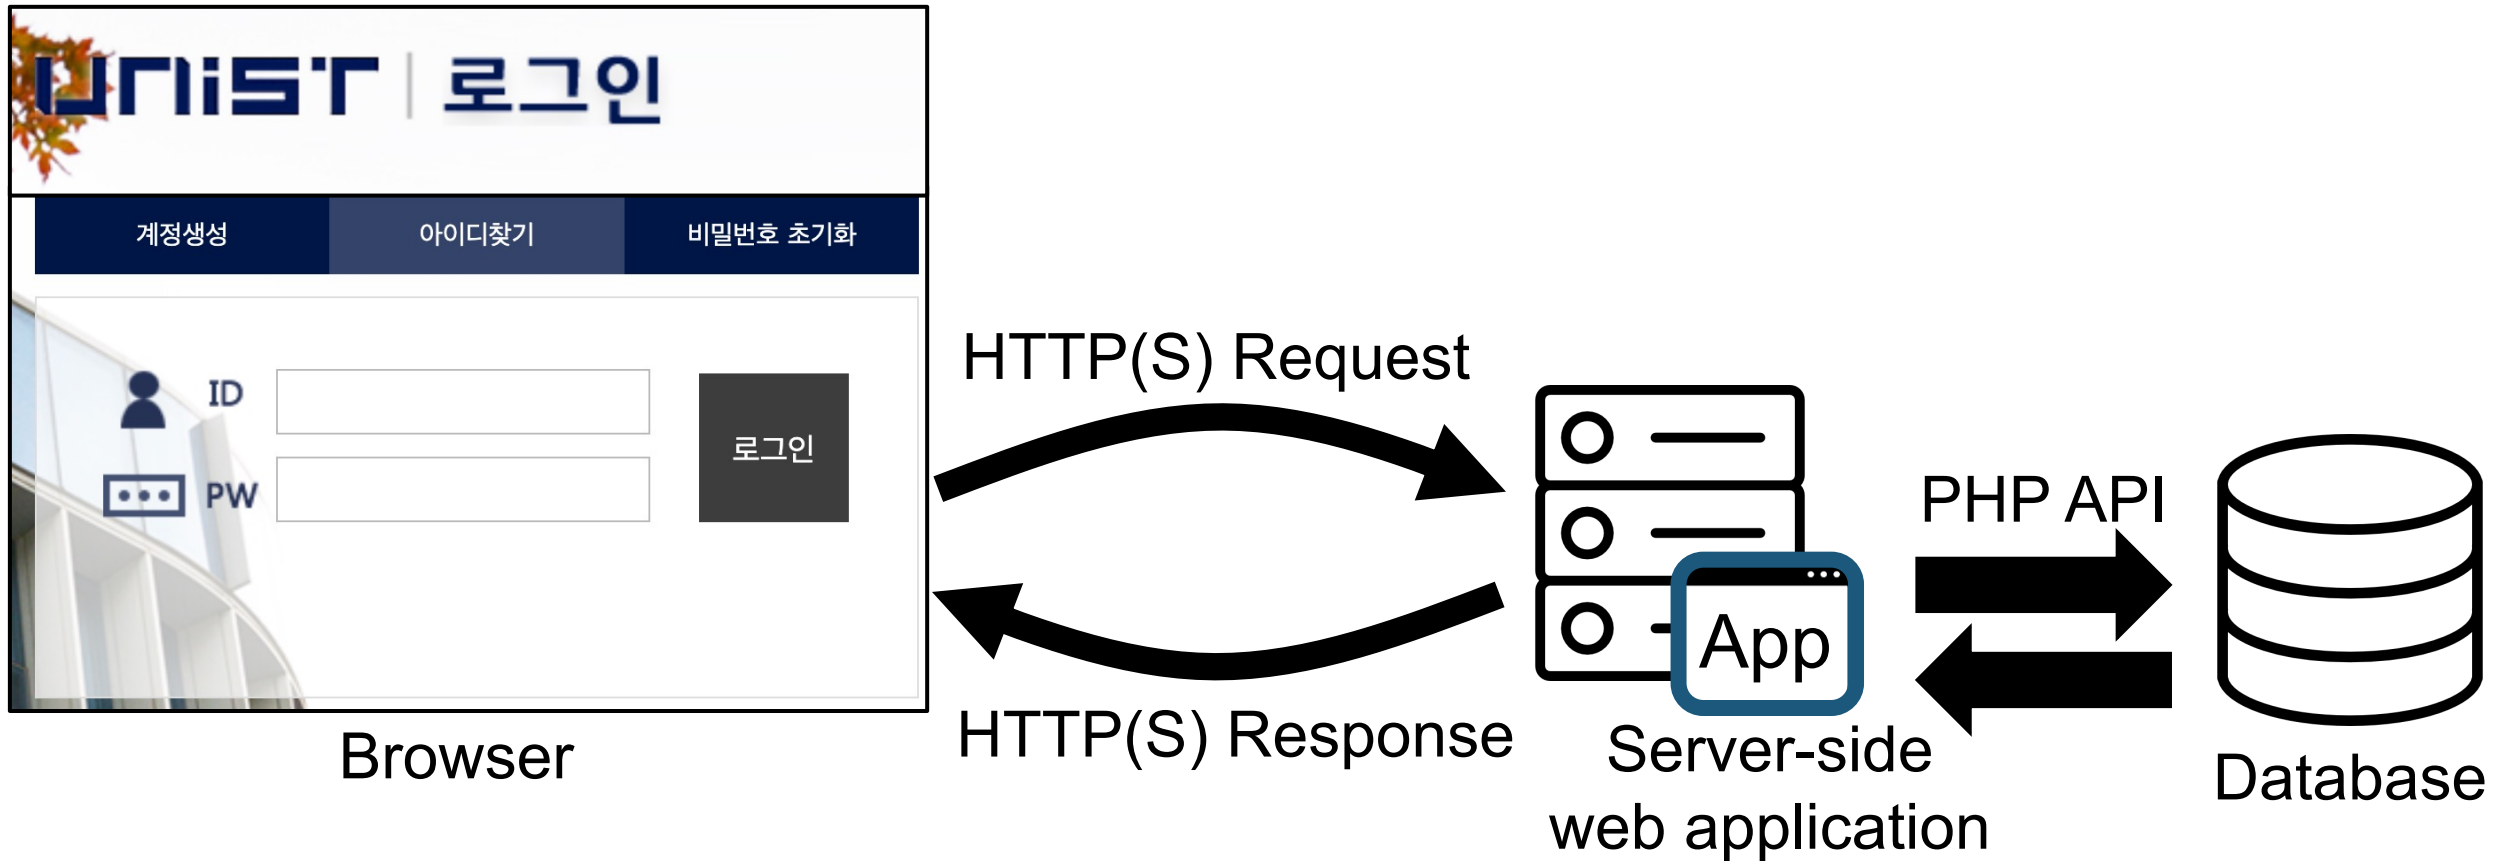 UNIST | 로그인
계정생성 아이디찾기 비밀번호 초기화
ID
로그인
PW
Browser
HTTP(S) Request
HTTP(S) Response
App
Server-side
web application
PHP API
Database